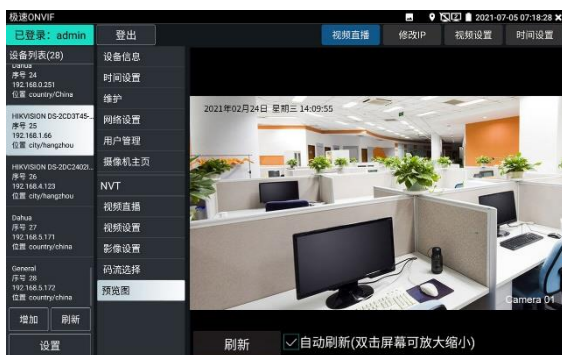 极速ONVIF
2021-07-05 07:18:28
已登录: admin
登出
视频直播
修改IP
视频设置
时间设置
设备列表(28)
Dahua
序号 24
192.168.0.251
位置 country/China
HIKVISION DS-2CD3T45-...
序号 25
192.168.1.66
位置 city/hangzhou
HIKVISION DS-2DC2402I...
序号 26
192.168.4.123
位置 city/hangzhou
Dahua
序号 27
192.168.5.171
位置 country/china
General
序号 28
192.168.5.172
位置 country/china
增加
刷新
设置
设备信息
时间设置
维护
网络设置
用户管理
摄像机主页
NVT
视频直播
视频设置
影像设置
码流选择
预览图
2021年02月24日 星期三 14:09:55
Camera 01
刷新
自动刷新(双击屏幕可放大缩小)